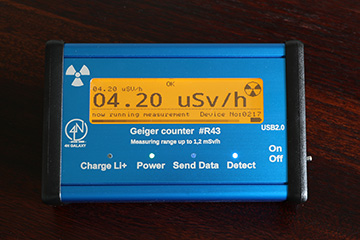 OK
04.20 uSv/h
04.20 uSv/h
now running measurement Device No:0217
4N GALAXY
Geiger counter #R43
Measuring range up to 1,2 mSv/h
USB2.0
On
Off
Charge Li+ Power Send Data Detect